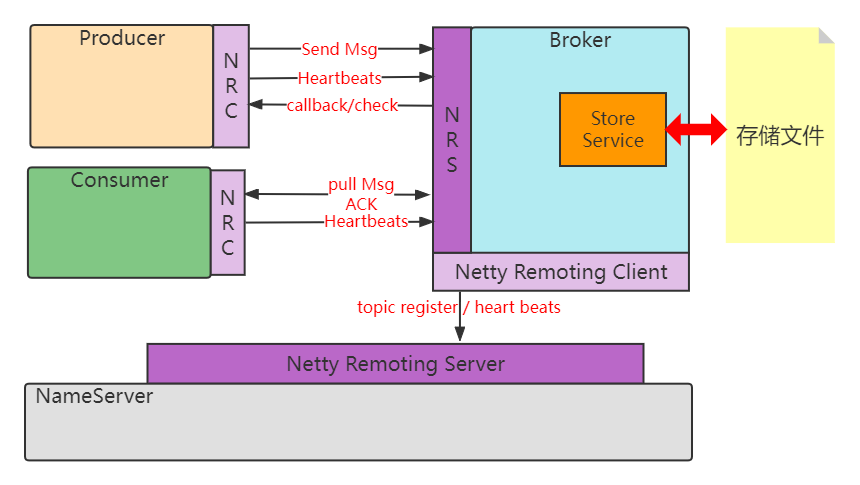 Producer
N
R
C
Send Msg
Heartbeats
callback/check
Consumer
N
R
C
pull Msg
ACK
Heartbeats
N
R
S
Broker
Store
Service
存储文件
Netty Remoting Client
topic register / heart beats
Netty Remoting Server
NameServer